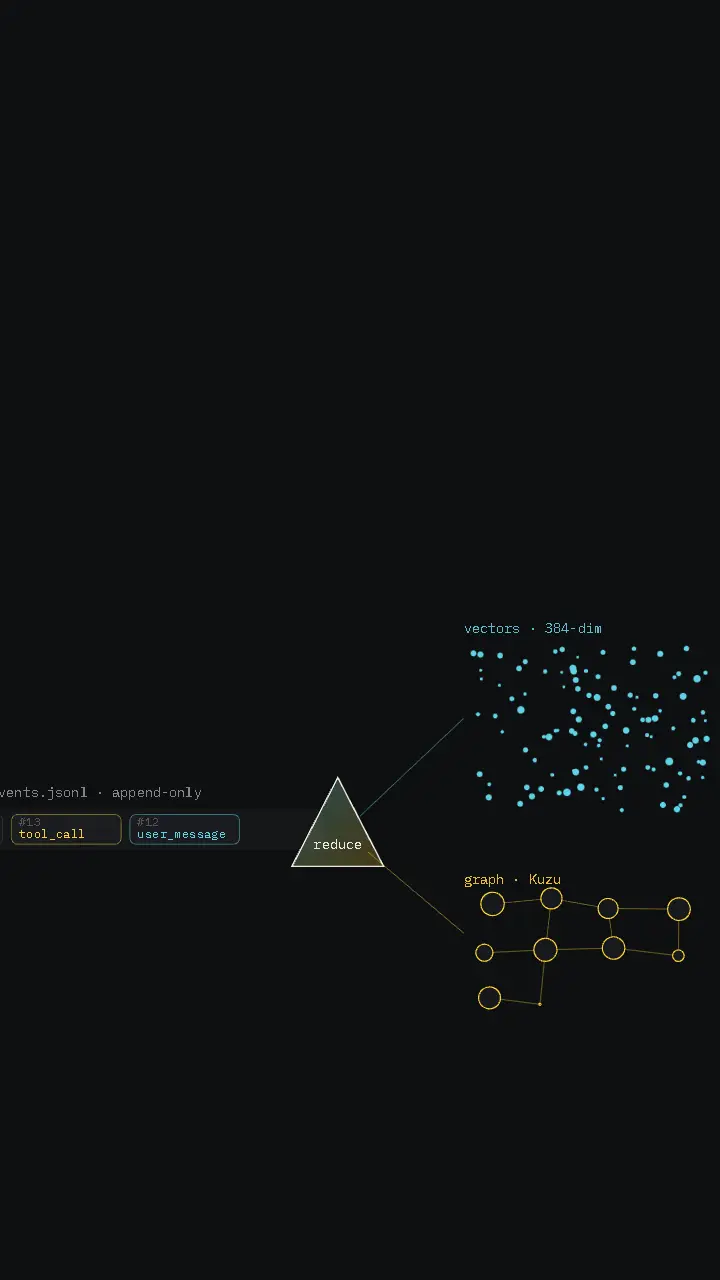 vectors · 384-dim
vents.jsonl · append-only
#13
tool_call
#12
user_message
reduce
graph · Kuzu